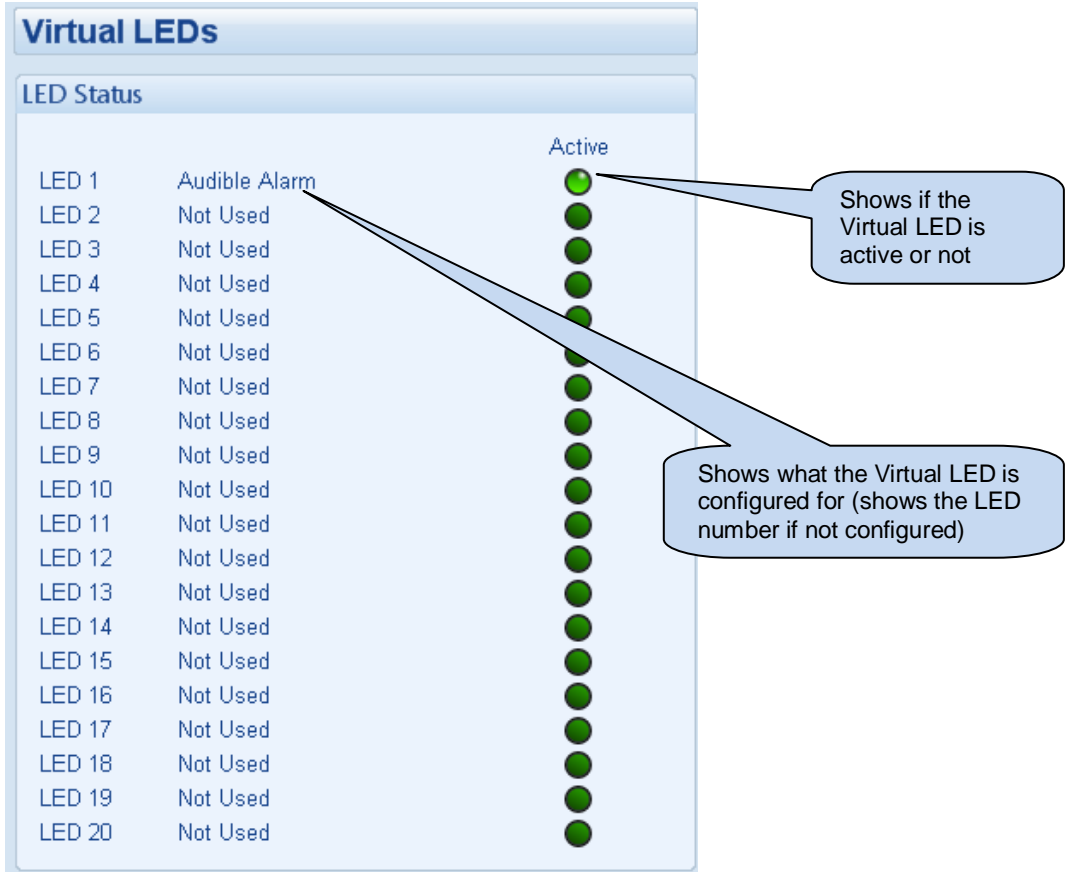 Virtual LEDs
LED Status
Active
LED 1 Audible Alarm
LED 2 Not Used
LED 3 Not Used
LED 4 Not Used
LED 5 Not Used
LED 6 Not Used
LED 7 Not Used
LED 8 Not Used
LED 9 Not Used
LED 10 Not Used
LED 11 Not Used
LED 12 Not Used
LED 13 Not Used
LED 14 Not Used
LED 15 Not Used
LED 16 Not Used
LED 17 Not Used
LED 18 Not Used
LED 19 Not Used
LED 20 Not Used
Shows if the
Virtual LED is
active or not
Shows what the Virtual LED is
configured for (shows the LED
number if not configured)